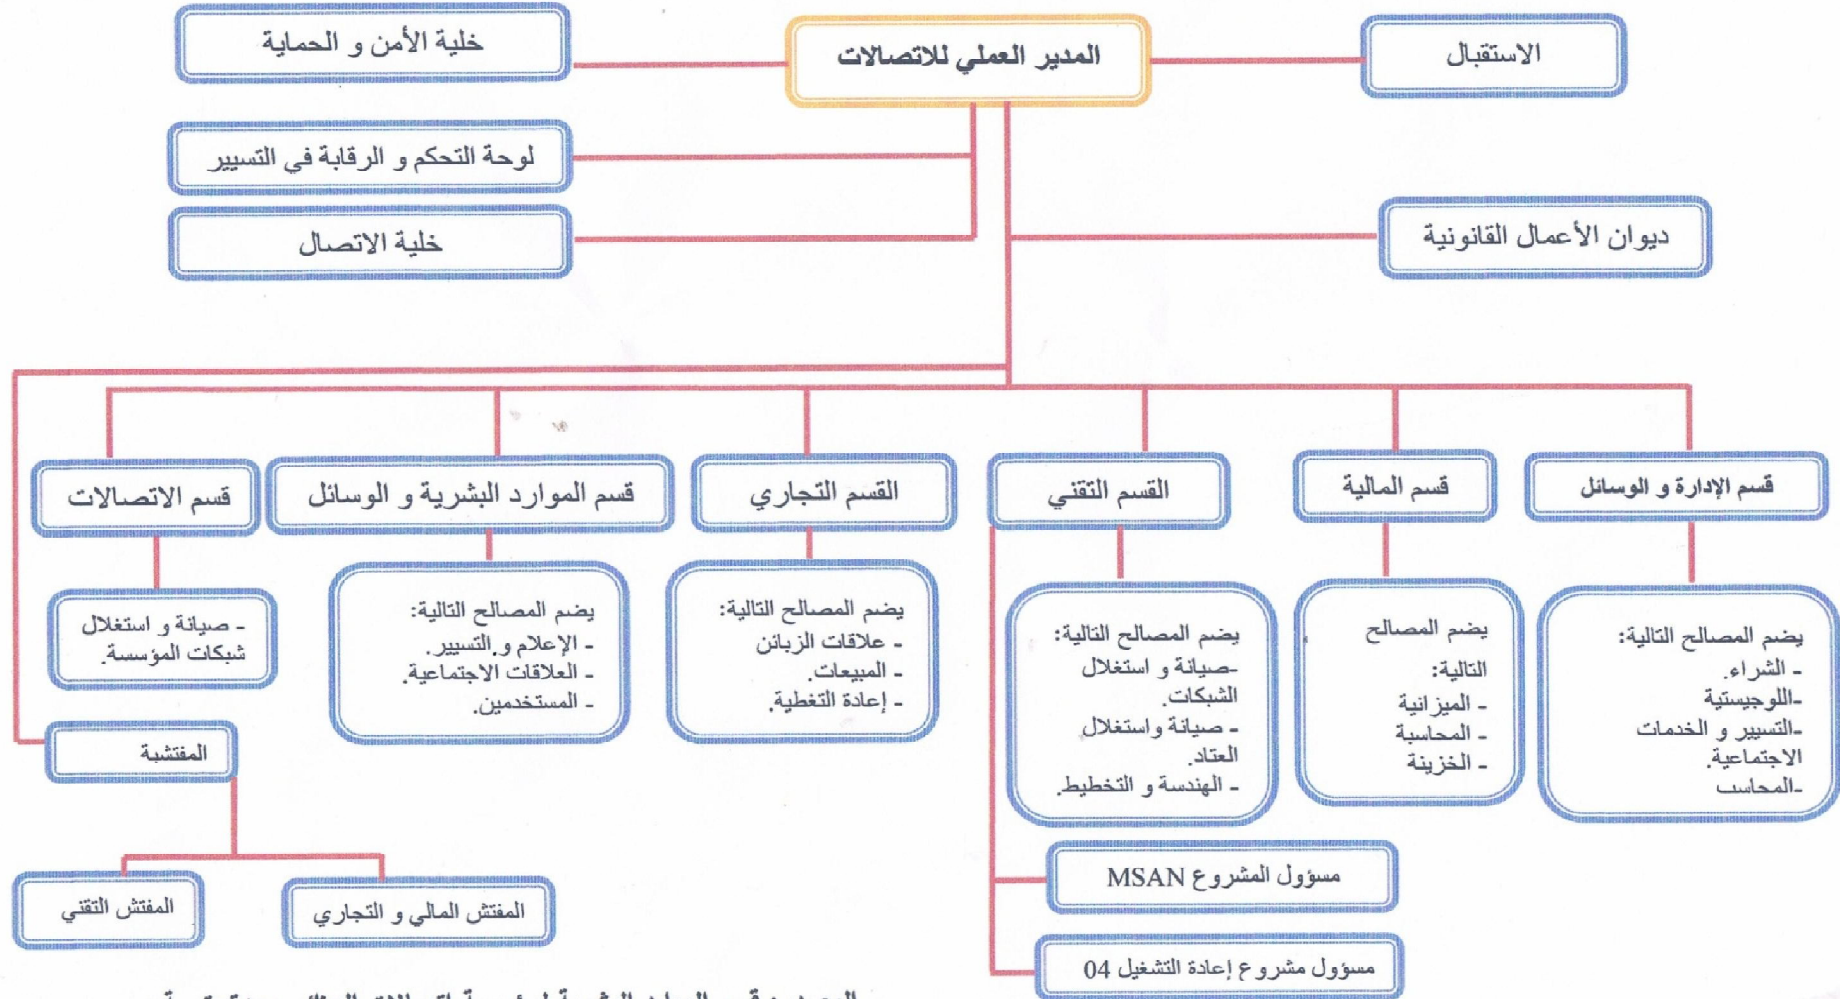 المدير العملي للاتصالات
الاستقبال
خلية الأمن و الحماية
لوحة التحكم و الرقابة في التسيير
خلية الاتصال
ديوان الأعمال القانونية
قسم الإدارة و الوسائل
يضم المصالح التالية:
- الشراء.
-اللوجيستية
-التسيير و الخدمات
الاجتماعية.
-المحاسب
قسم المالية
يضم المصالح
التالية:
- الميزانية
- المحاسبة
- الخزينة
القسم التقني
يضم المصالح التالية:
-صيانة و استغلال
الشبكات.
- صيانة واستغلال
العتاد.
- الهندسة و التخطيط.
مسؤول المشروع MSAN
مسؤول مشروع إعادة التشغيل 04
القسم التجاري
يضم المصالح التالية:
- علاقات الزبائن
- المبيعات.
- إعادة التغطية.
قسم الموارد البشرية و الوسائل
يضم المصالح التالية:
- الإعلام و التسيير.
- العلاقات الاجتماعية.
- المستخدمين.
قسم الاتصالات
- صيانة و استغلال
شبكات المؤسسة.
المفتشبة
المفتش المالي و التجاري
المفتش التقني